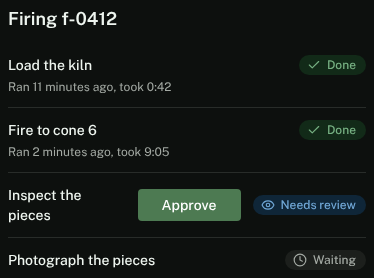 Firing f-0412
Load the kiln
Done
Ran 11 minutes ago, took 0:42
Fire to cone 6
Done
Ran 2 minutes ago, took 9:05
Inspect the
pieces
Approve
Needs review
Photograph the pieces
Waiting